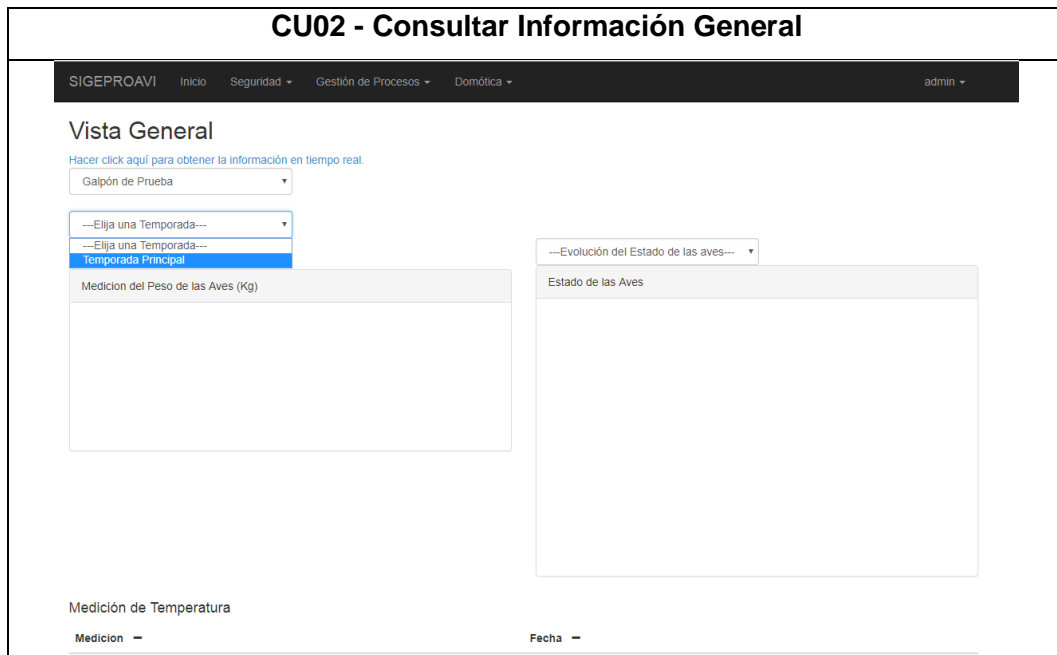 CU02 - Consultar Información General
SIGEPROAVI Inicio Seguridad Gestión de Procesos Domótica admin
Vista General
Hacer click aquí para obtener la información en tiempo real.
Galpón de Prueba
---Elija una Temporada---
---Elija una Temporada---
Temporada Principal
---Evolución del Estado de las aves---
Medicion del Peso de las Aves (Kg)
Estado de las Aves
Medición de Temperatura
Medicion Fecha